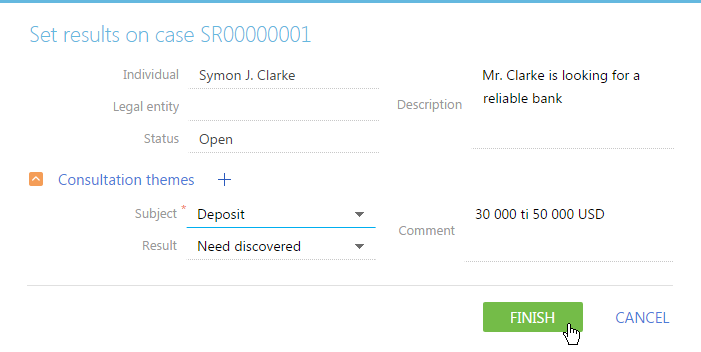 Set results on case SR00000001
Individual Symon J. Clarke
Legal entity
Status Open
Description Mr. Clarke is looking for a
reliable bank
Consultation themes +
Subject * Deposit
Result Need discovered
Comment 30 000 ti 50 000 USD
FINISH CANCEL